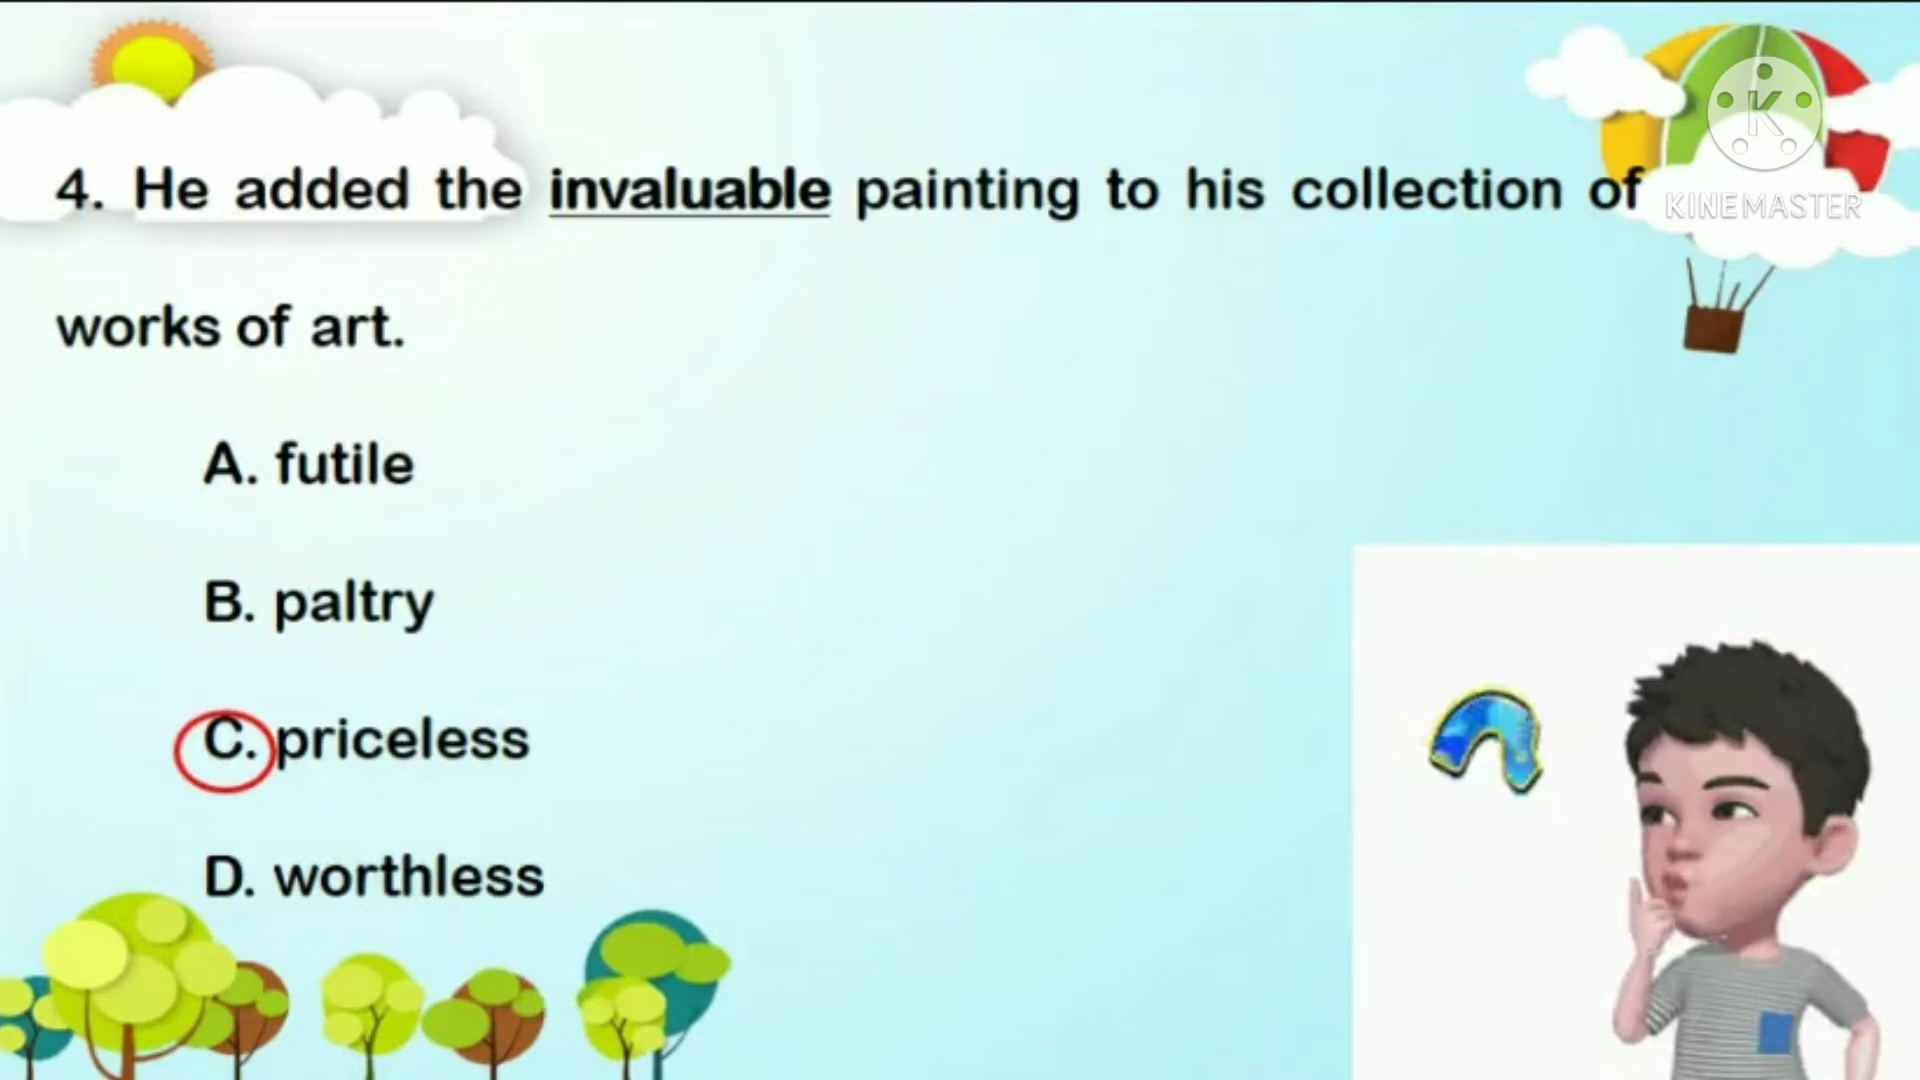 4. He added the invaluable painting to his collection of
works of art.
A. futile
B. paltry
C. priceless
D. worthless
K
KINEMASTER